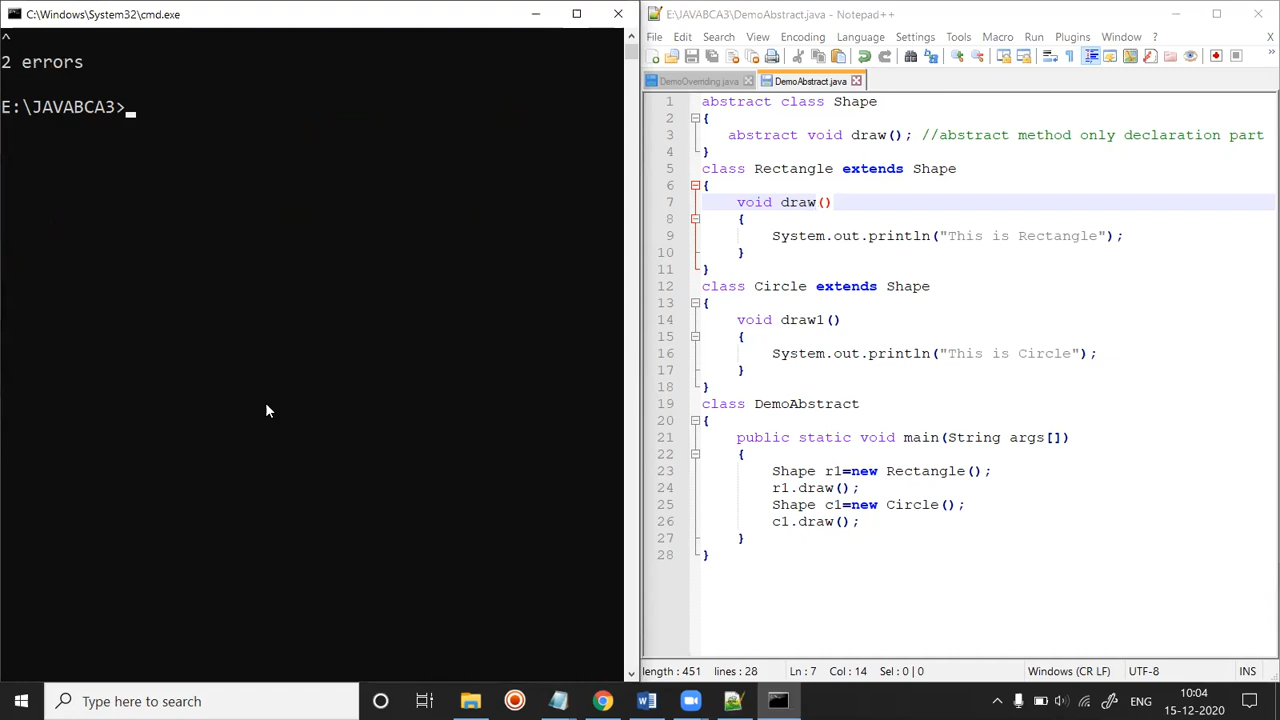 C:\Windows\System32\cmd.exe
^
2 errors
E:\JAVABCA3>
E:\JAVABCA3\DemoAbstract.java - Notepad++
File Edit Search View Encoding Language Settings Tools Macro Run Plugins Window ?
DemoOverriding.java DemoAbstract.java
1 abstract class Shape
2 {
3 abstract void draw(); //abstract method only declaration part
4 }
5 class Rectangle extends Shape
6 {
7 void draw()
8 {
9 System.out.println("This is Rectangle");
10 }
11 }
12 class Circle extends Shape
13 {
14 void draw1()
15 {
16 System.out.println("This is Circle");
17 }
18 }
19 class DemoAbstract
20 {
21 public static void main(String args[])
22 {
23 Shape r1=new Rectangle();
24 r1.draw();
25 Shape c1=new Circle();
26 c1.draw();
27 }
28 }
length : 451 lines : 28 Ln : 7 Col : 14 Sel : 0 | 0 Windows (CR LF) UTF-8 INS
Type here to search
ENG
10:04
15-12-2020